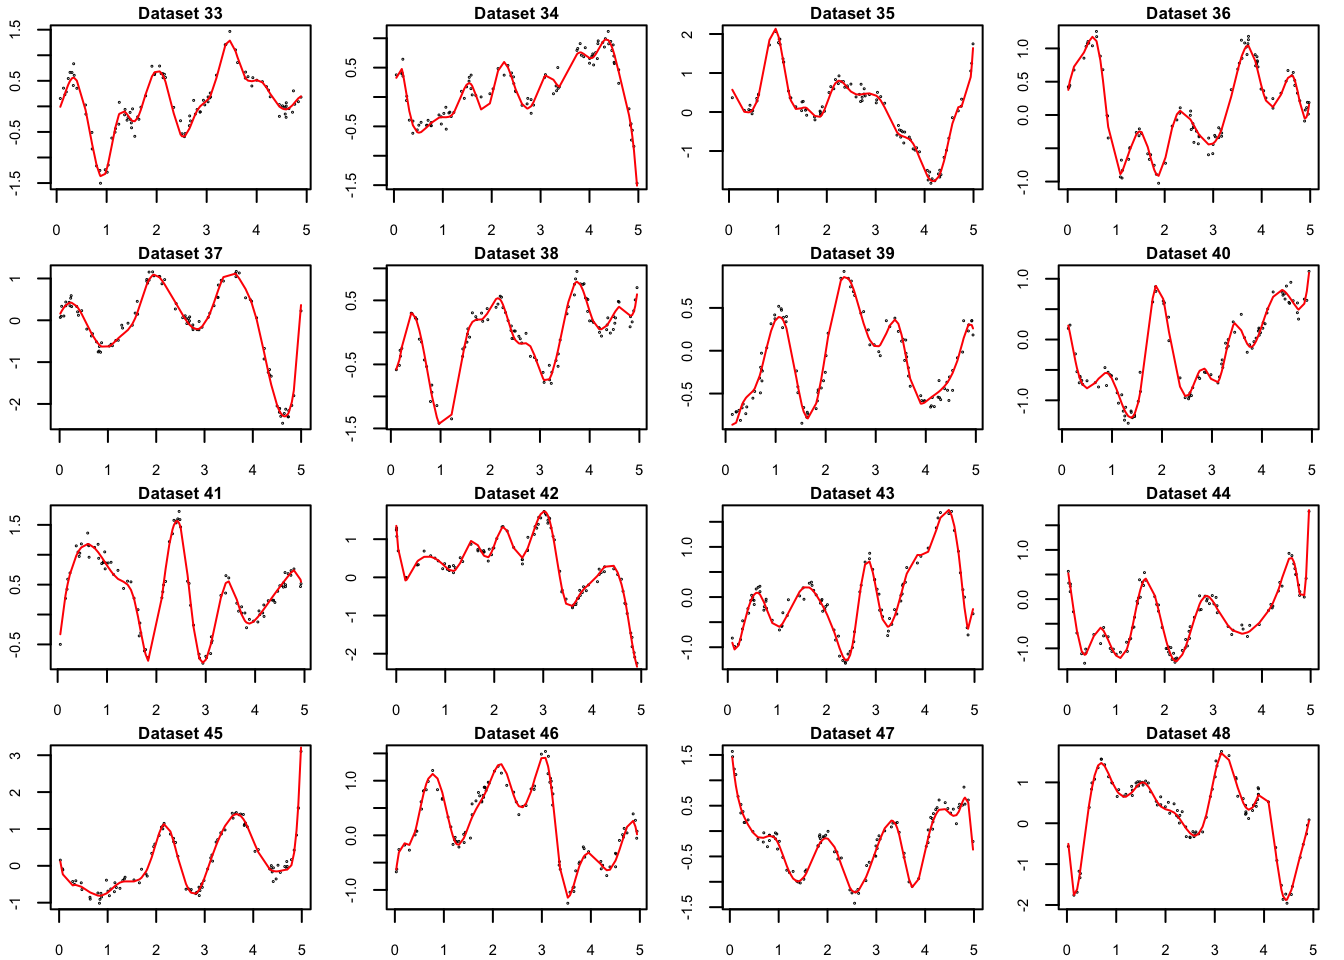 Dataset 33 Dataset 34 Dataset 35 Dataset 36
1.5 0.5 -0.5 -1.5 0.5 -0.5 -1.5 2 1 0 -1 1.0 0.5 0.0 -1.0
0 1 2 3 4 5 0 1 2 3 4 5 0 1 2 3 4 5 0 1 2 3 4 5
Dataset 37 Dataset 38 Dataset 39 Dataset 40
1 0 -1 -2 0.5 -0.5 -1.5 0.5 0.0 -0.5 1.0 0.0 -1.0
0 1 2 3 4 5 0 1 2 3 4 5 0 1 2 3 4 5 0 1 2 3 4 5
Dataset 41 Dataset 42 Dataset 43 Dataset 44
1.5 0.5 -0.5 1 0 -1 -2 1.0 0.0 -1.0 1.0 0.0 -1.0
0 1 2 3 4 5 0 1 2 3 4 5 0 1 2 3 4 5 0 1 2 3 4 5
Dataset 45 Dataset 46 Dataset 47 Dataset 48
3 2 1 0 -1 1.0 0.0 -1.0 1.5 0.5 -0.5 -1.5 1 0 -1 -2
0 1 2 3 4 5 0 1 2 3 4 5 0 1 2 3 4 5 0 1 2 3 4 5